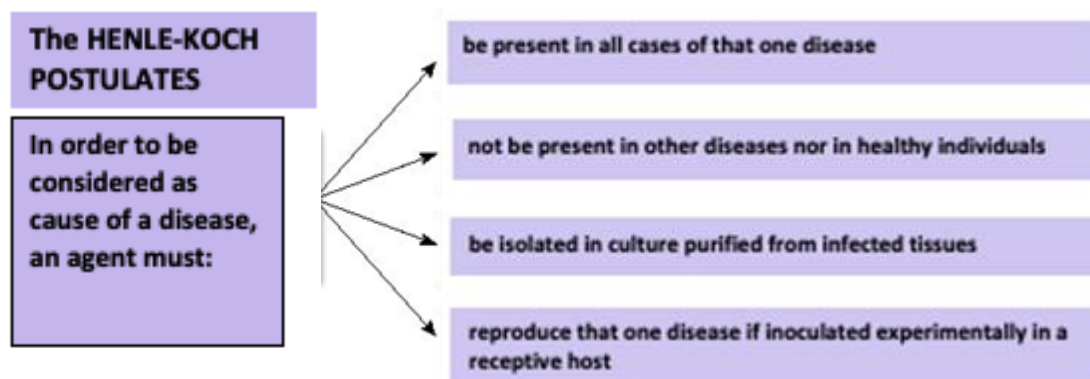 The HENLE-KOCH
POSTULATES
In order to be
considered as
cause of a disease,
an agent must:
be present in all cases of that one disease
not be present in other diseases nor in healthy individuals
be isolated in culture purified from infected tissues
reproduce that one disease if inoculated experimentally in a
receptive host